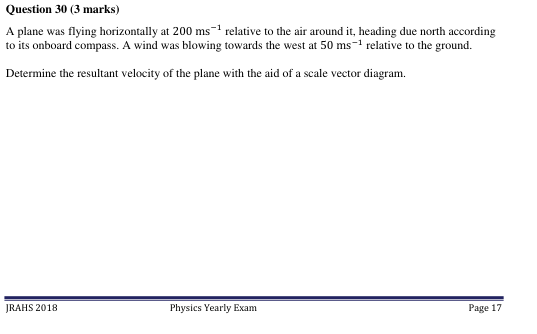 Question 30 (3 marks)
A plane was flying horizontally at 200 ms⁻¹ relative to the air around it, heading due north according
to its onboard compass. A wind was blowing towards the west at 50 ms⁻¹ relative to the ground.
Determine the resultant velocity of the plane with the aid of a scale vector diagram.
JRAHS 2018 Physics Yearly Exam Page 17